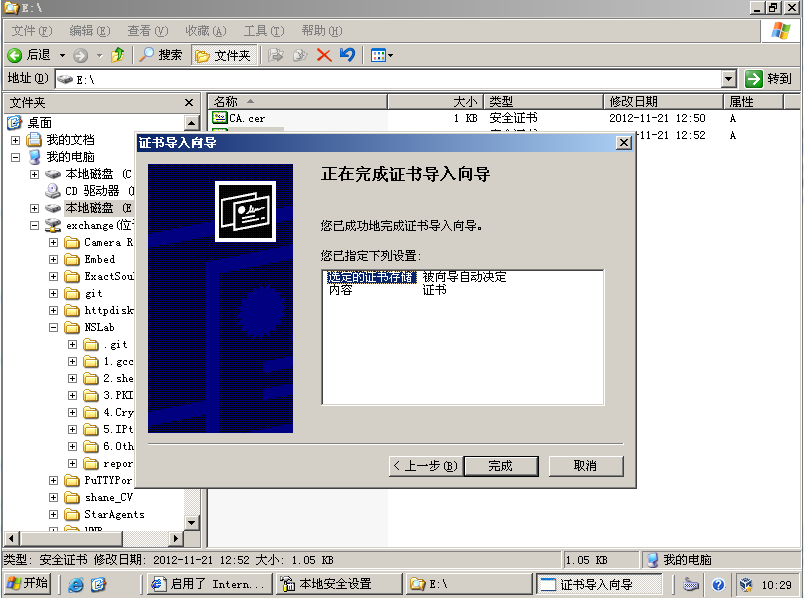 E:\
文件(F) 编辑(E) 查看(V) 收藏(A) 工具(T) 帮助(H)
后退 搜索 文件夹
地址(D) E:\ 转到
文件夹
名称 大小 类型 修改日期 属性
桌面
CA.cer 1 KB 安全证书 2012-11-21 12:50 A
我的文档
-11-21 12:52 A
我的电脑
本地磁盘 (C
CD 驱动器 (
本地磁盘 (E
exchange(位于
Camera R
Embed
ExactSoul
git
httpdisk
NSLab
.git
1.gcc
2.she
3.PKI
4.Cry
5.IPt
6.Oth
repor
PuTTYPor
shane_CV
StarAgents
证书导入向导
正在完成证书导入向导
您已成功地完成证书导入向导。
您已指定下列设置:
选定的证书存储 被向导自动决定
内容 证书
< 上一步(B) 完成 取消
类型: 安全证书 修改日期: 2012-11-21 12:52 大小: 1.05 KB 1.05 KB 我的电脑
开始 启用了 Intern... 本地安全设置 E:\ 证书导入向导 10:29